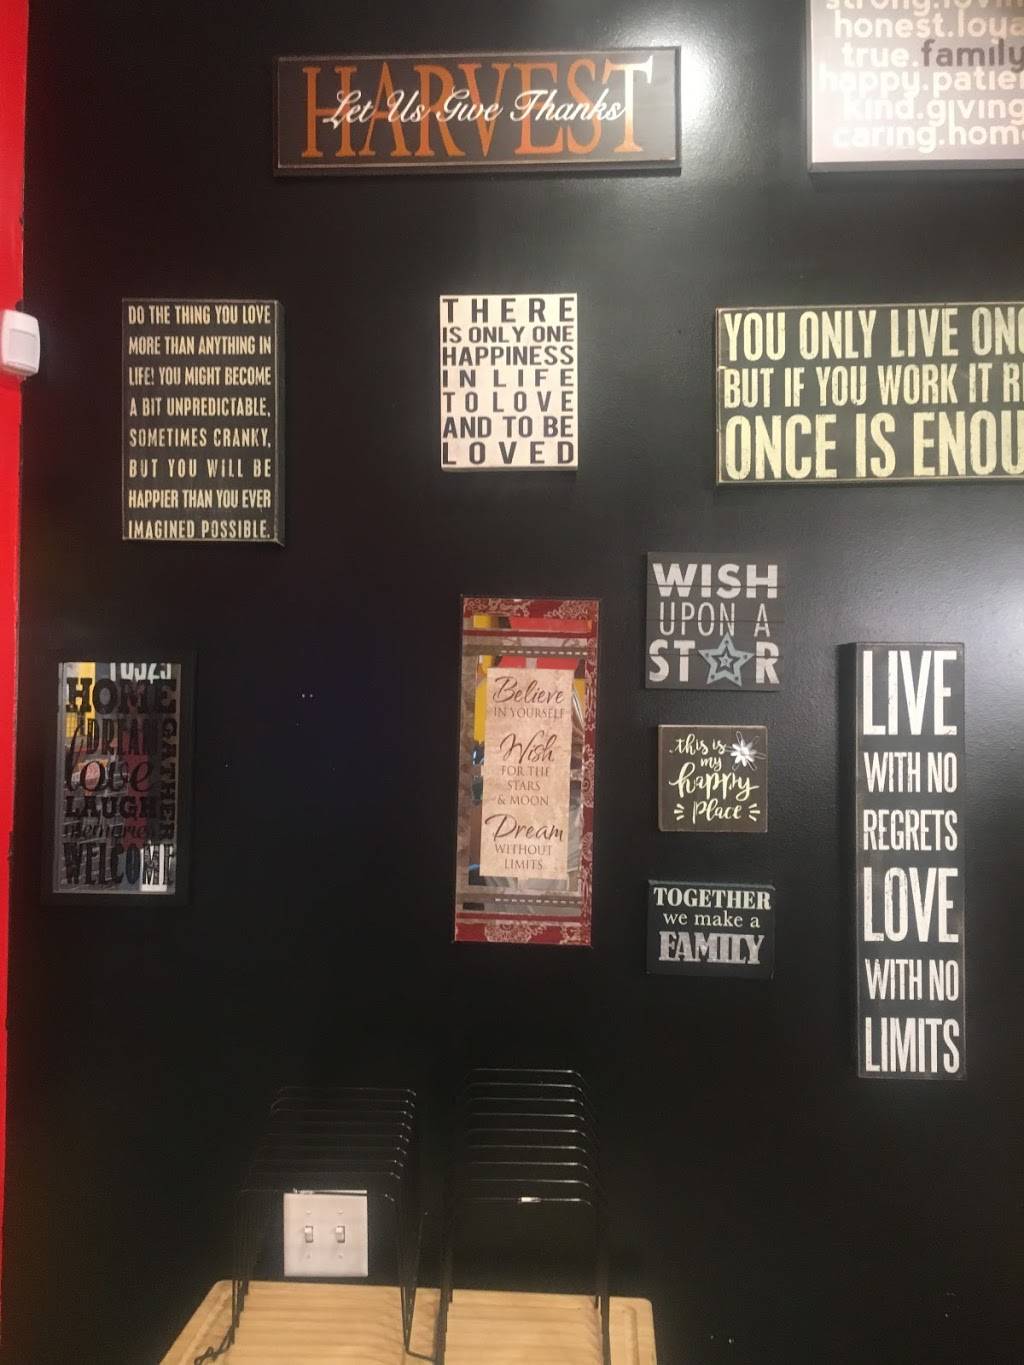 HARVEST
Let Us Give Thanks
honest.loya
true.family
happy.patie
kind.giving
caring.hom
DO THE THING YOU LOVE
MORE THAN ANYTHING IN
LIFE! YOU MIGHT BECOME
A BIT UNPREDICTABLE,
SOMETIMES CRANKY,
BUT YOU WILL BE
HAPPIER THAN YOU EVER
IMAGINED POSSIBLE.
THERE
IS ONLY ONE
HAPPINESS
IN LIFE
TO LOVE
AND TO BE
LOVED
YOU ONLY LIVE ONC
BUT IF YOU WORK IT RI
ONCE IS ENOU
WISH
UPON A
STAR
HOME
DREAM
GATHER
love
LAUGH
memories
WELCOME
Believe
IN YOURSELF
Wish
FOR THE
STARS
& MOON
Dream
WITHOUT
LIMITS
this is
my
happy
place
TOGETHER
we make a
FAMILY
LIVE
WITH NO
REGRETS
LOVE
WITH NO
LIMITS